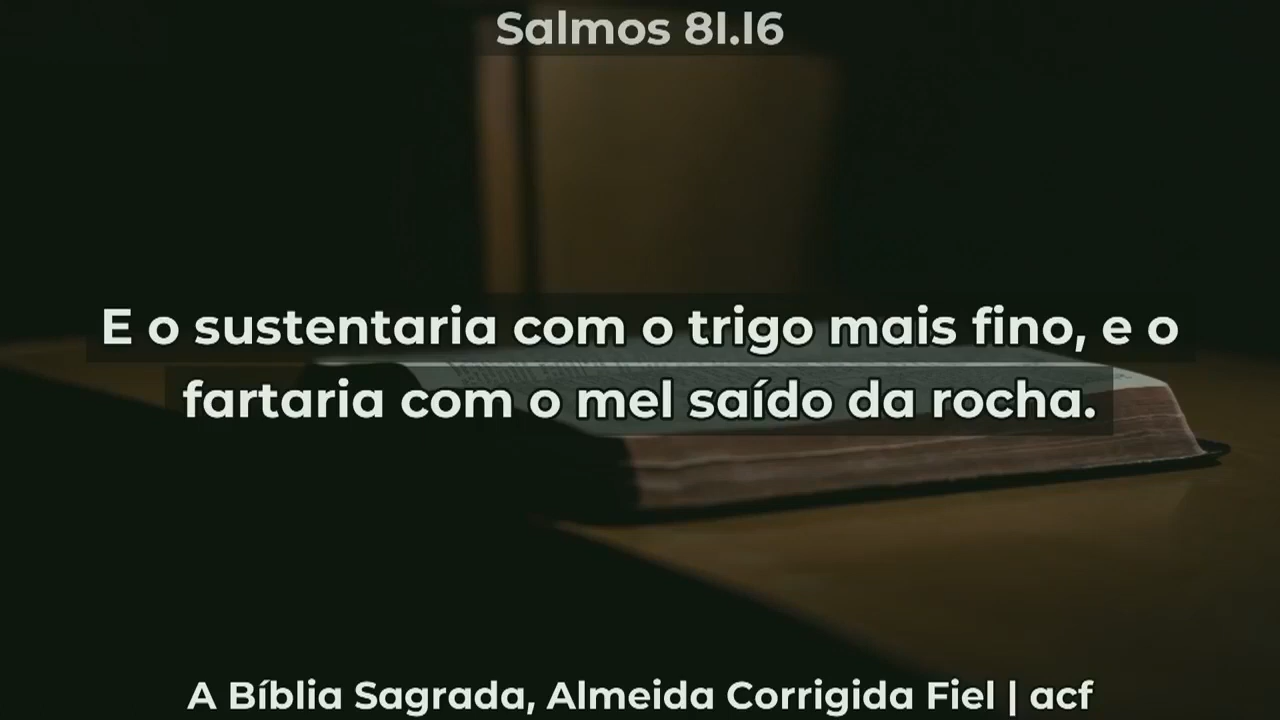 Salmos 81.16
E o sustentaria com o trigo mais fino, e o
fartaria com o mel saído da rocha.
A Bíblia Sagrada, Almeida Corrigida Fiel | acf